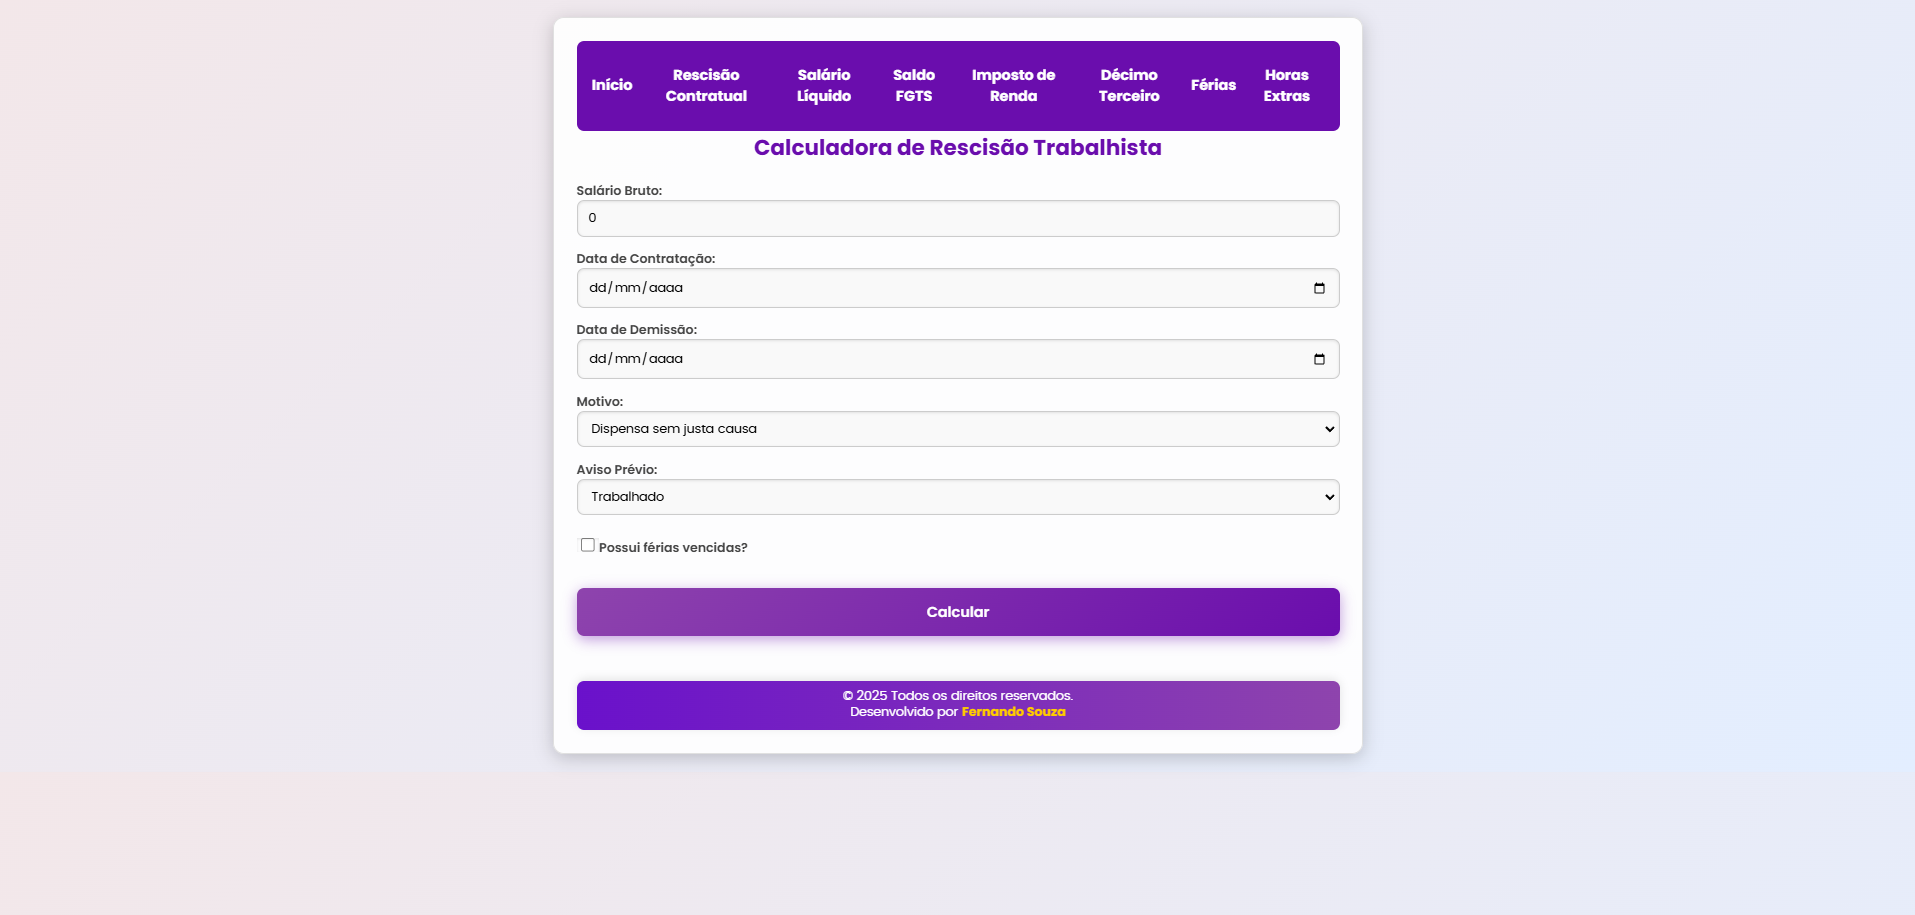 Início
Rescisão
Contratual
Salário
Líquido
Saldo
FGTS
Imposto de
Renda
Décimo
Terceiro
Férias
Horas
Extras
Calculadora de Rescisão Trabalhista
Salário Bruto:
0
Data de Contratação:
dd/mm/aaaa
Data de Demissão:
dd/mm/aaaa
Motivo:
Dispensa sem justa causa
Aviso Prévio:
Trabalhado
Possui férias vencidas?
Calcular
© 2025 Todos os direitos reservados.
Desenvolvido por Fernando Souza